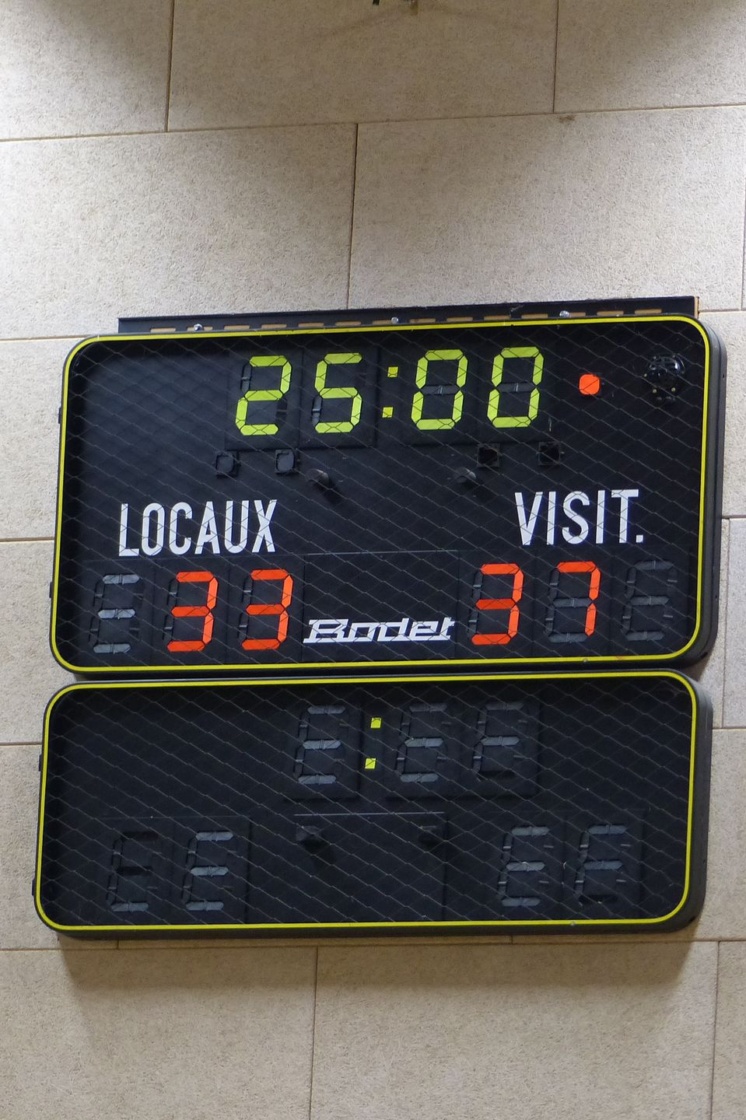 25:00
LOCAUX VISIT.
33 Bodet 37
: